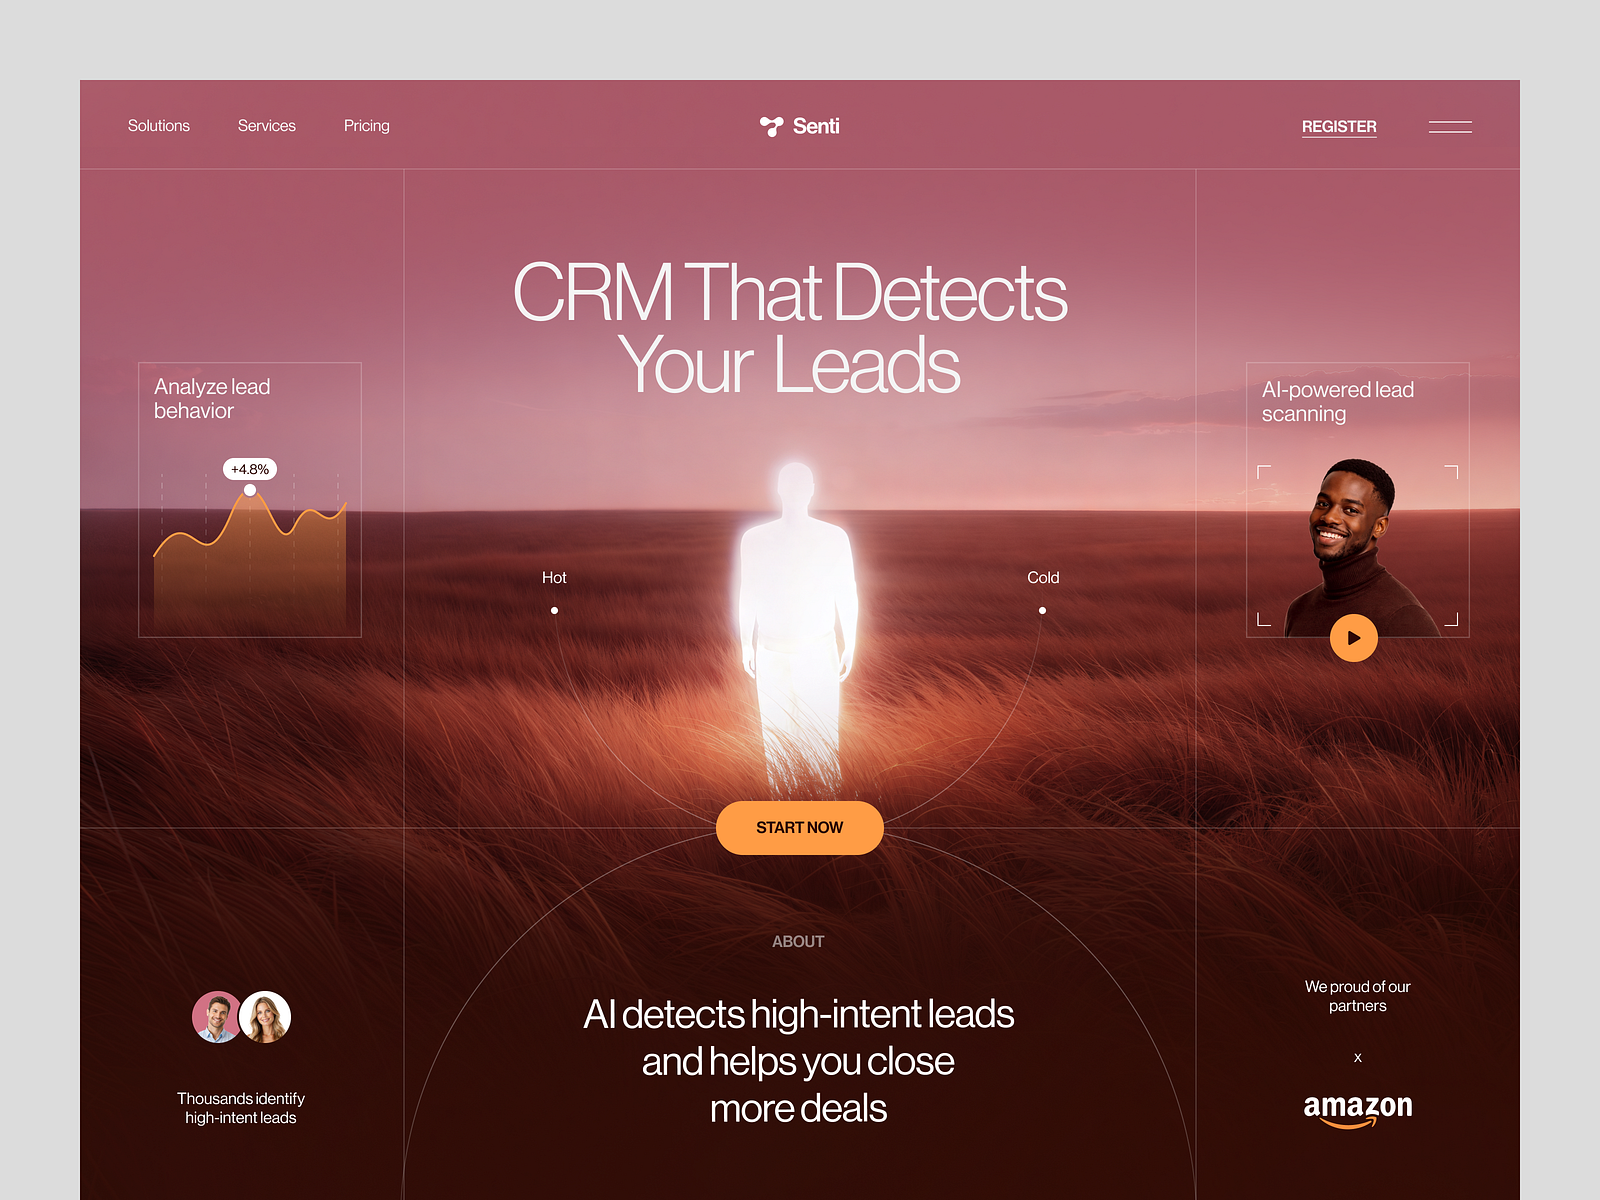 Solutions
Services
Pricing
Senti
REGISTER
CRM That Detects
Your Leads
Analyze lead
behavior
+4.8%
AI-powered lead
scanning
Hot
Cold
START NOW
ABOUT
AI detects high-intent leads
and helps you close
more deals
Thousands identify
high-intent leads
We proud of our
partners
x
amazon